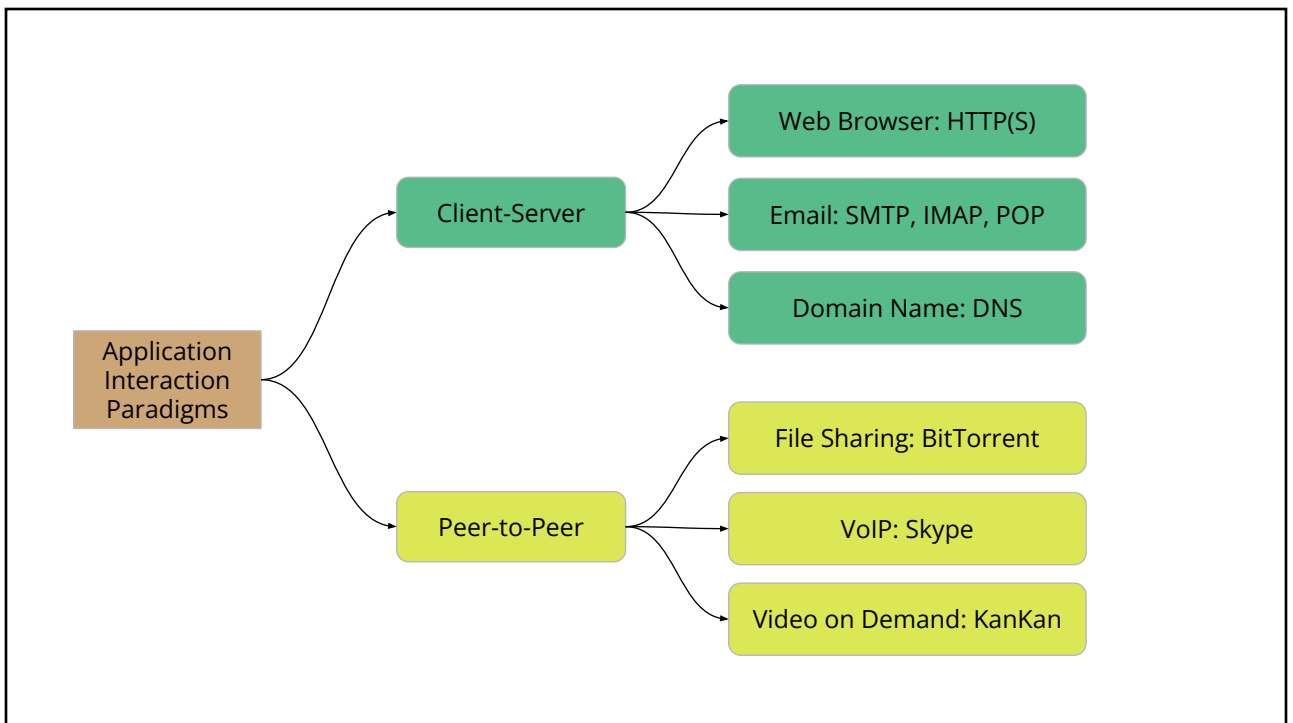 Application
Interaction
Paradigms
Client-Server
Web Browser: HTTP(S)
Email: SMTP, IMAP, POP
Domain Name: DNS
Peer-to-Peer
File Sharing: BitTorrent
VoIP: Skype
Video on Demand: KanKan